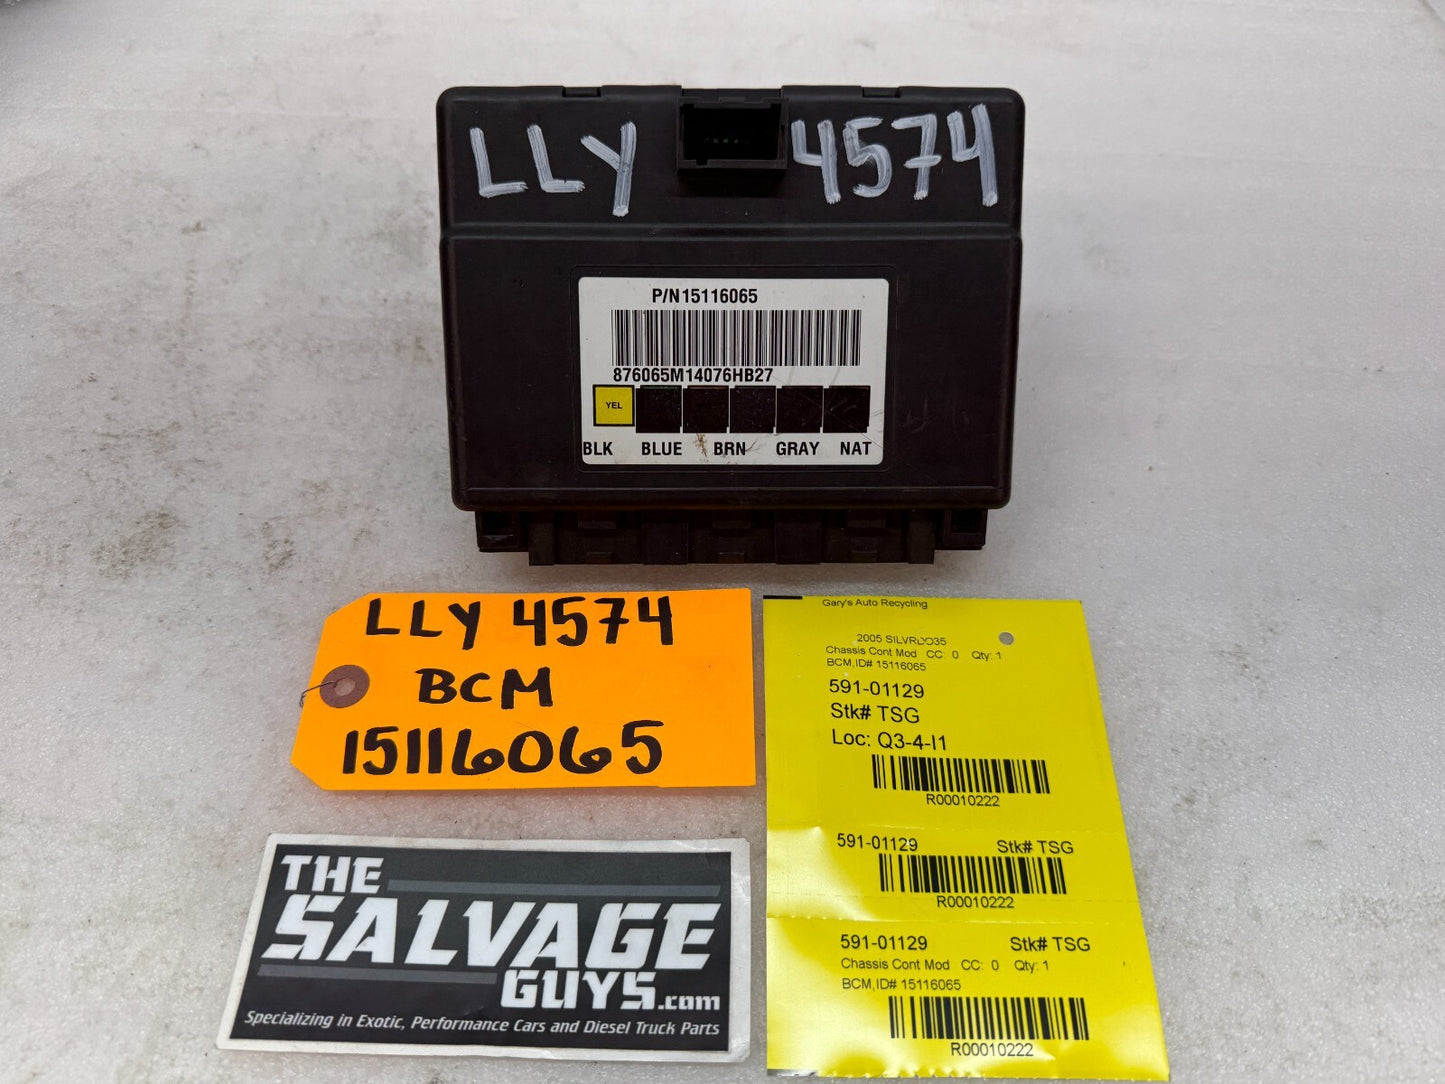 LLY 4574
P/N15116065
876065M14076HB27
YEL
BLK BLUE BRN GRAY NAT
LLY 4574
BCM
15116065
Gary's Auto Recycling
2005 SILVRDO35
Chassis Cont Mod CC: 0 Qty: 1
BCM,ID# 15116065
591-01129
Stk# TSG
Loc: Q3-4-I1
R00010222
591-01129 Stk# TSG
R00010222
591-01129 Stk# TSG
Chassis Cont Mod CC: 0 Qty: 1
BCM,ID# 15116065
R00010222
THE
SALVAGE
GUYS.com
Specializing in Exotic, Performance Cars and Diesel Truck Parts